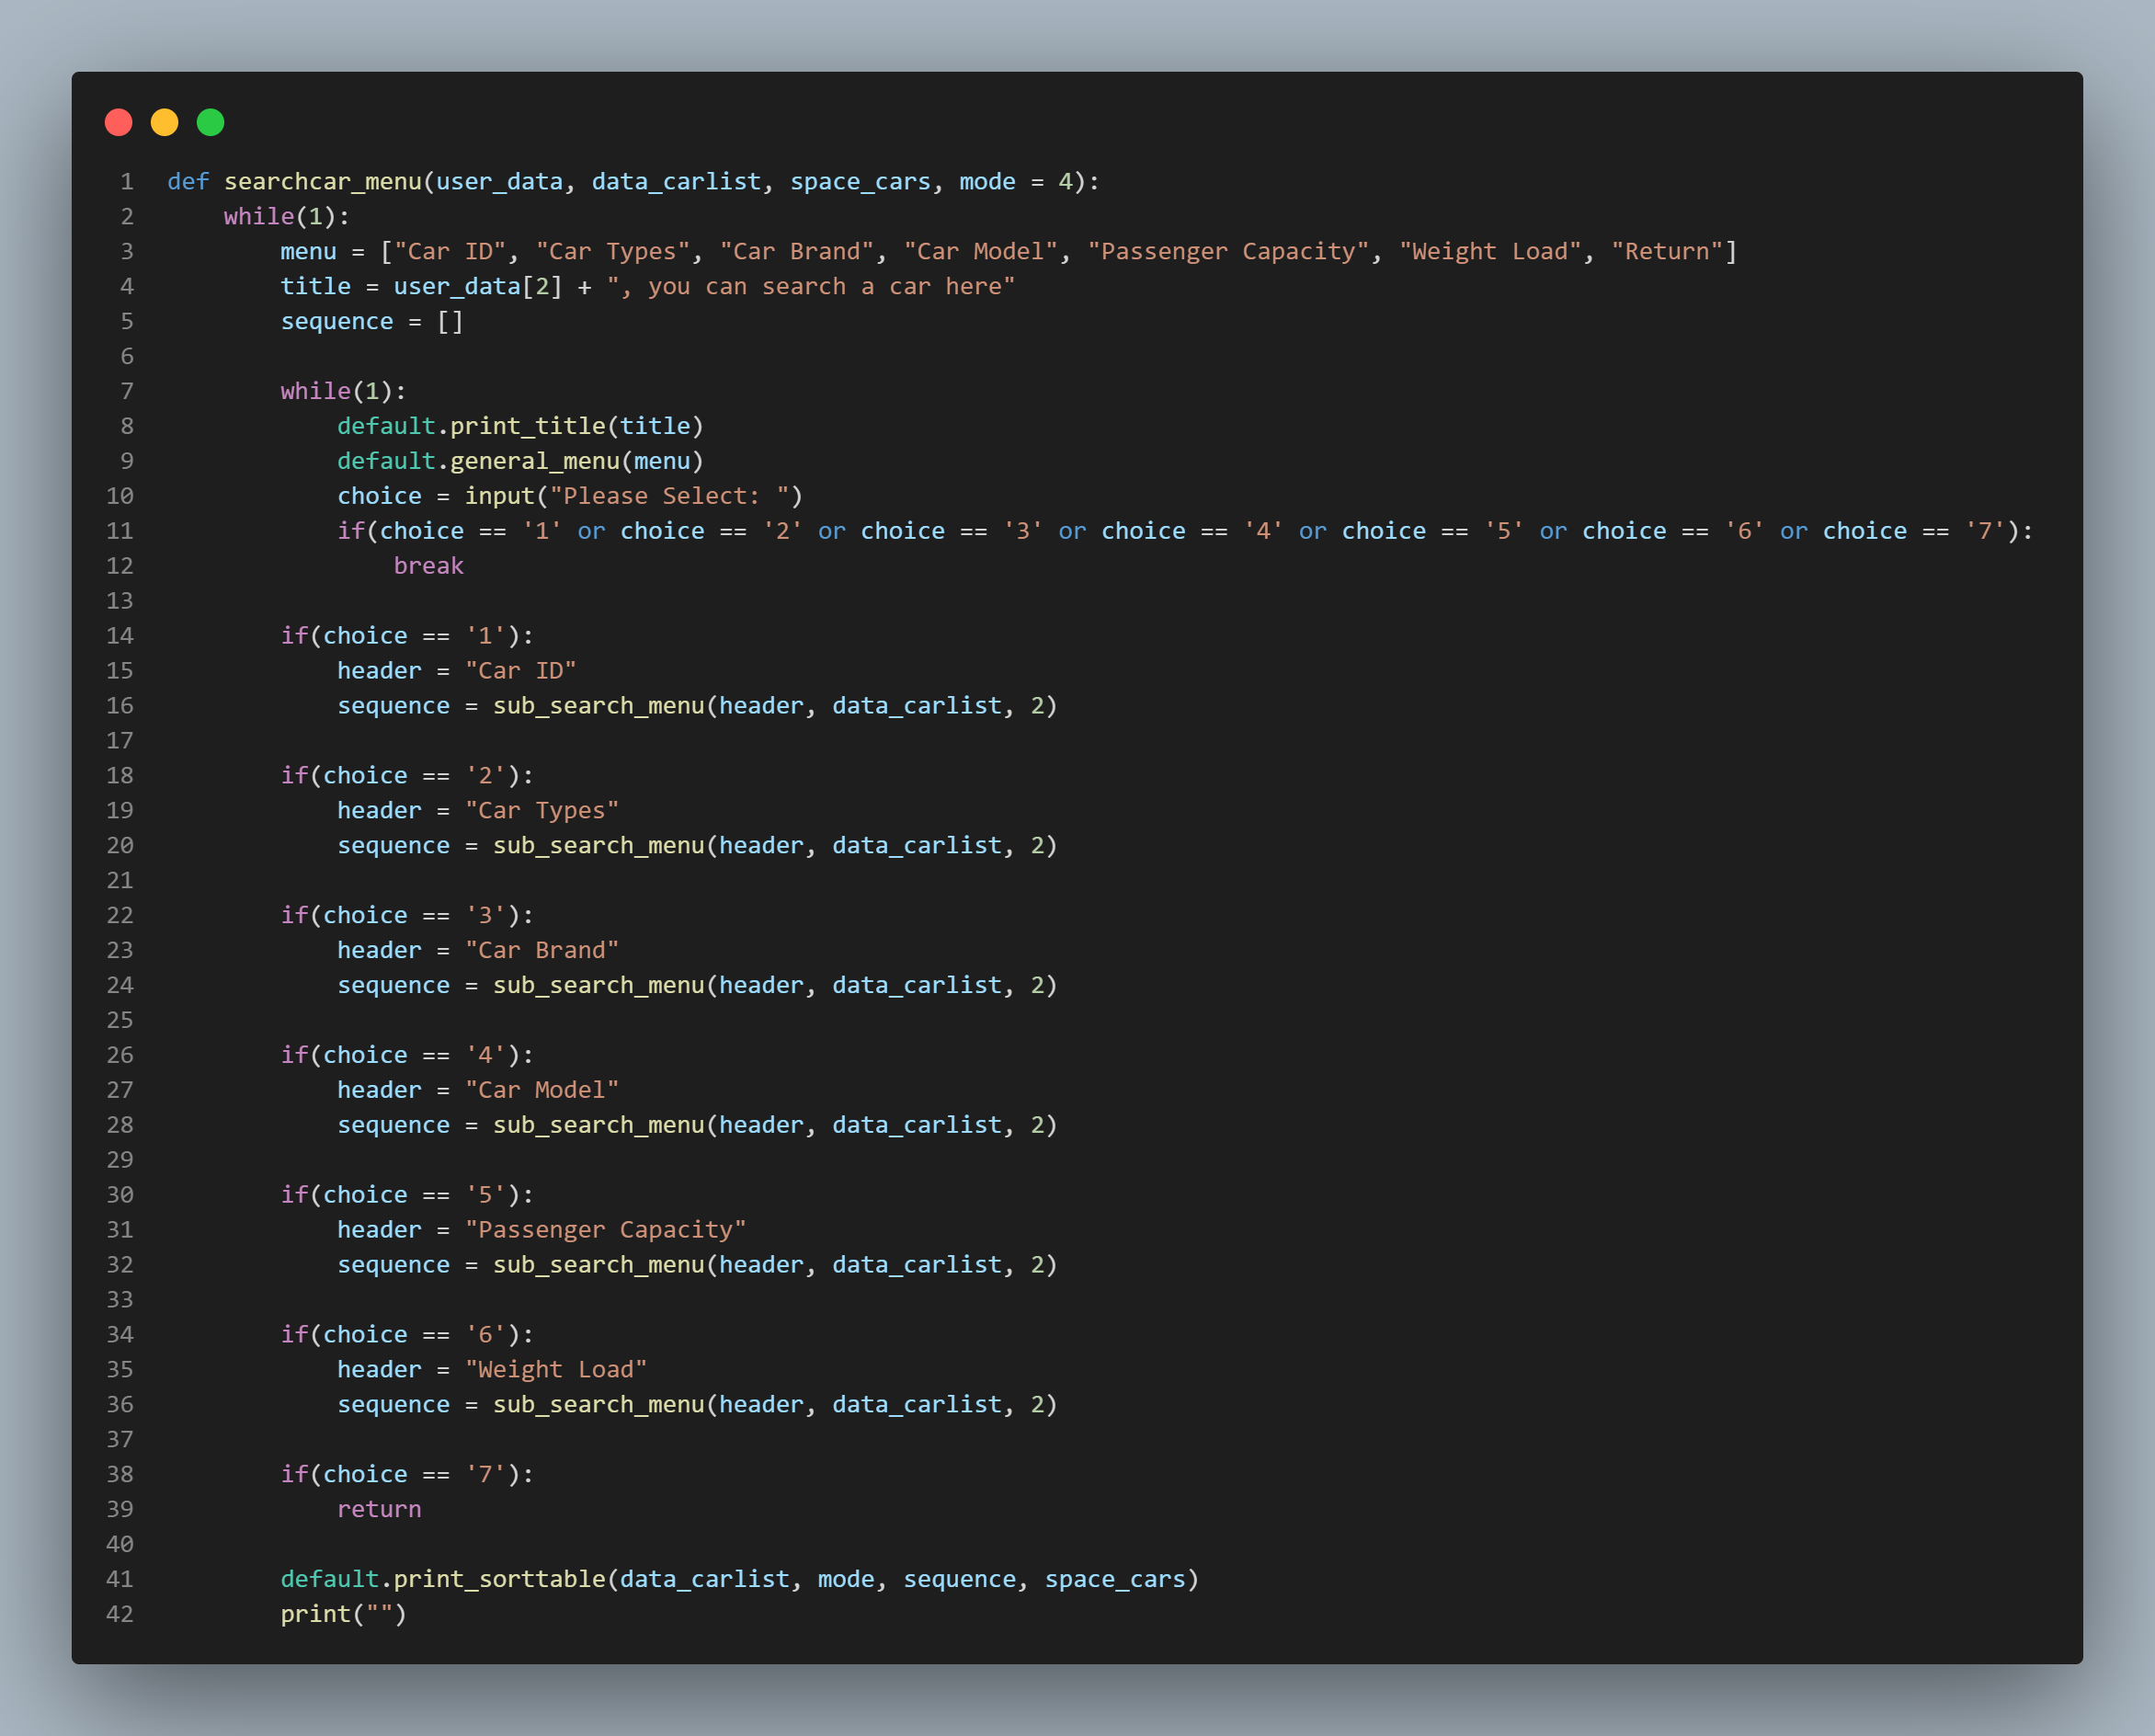 1 def searchcar_menu(user_data, data_carlist, space_cars, mode = 4):
2     while(1):
3         menu = ["Car ID", "Car Types", "Car Brand", "Car Model", "Passenger Capacity", "Weight Load", "Return"]
4         title = user_data[2] + ", you can search a car here"
5         sequence = []
6
7         while(1):
8             default.print_title(title)
9             default.general_menu(menu)
10             choice = input("Please Select: ")
11             if(choice == '1' or choice == '2' or choice == '3' or choice == '4' or choice == '5' or choice == '6' or choice == '7'):
12                 break
13
14         if(choice == '1'):
15             header = "Car ID"
16             sequence = sub_search_menu(header, data_carlist, 2)
17
18         if(choice == '2'):
19             header = "Car Types"
20             sequence = sub_search_menu(header, data_carlist, 2)
21
22         if(choice == '3'):
23             header = "Car Brand"
24             sequence = sub_search_menu(header, data_carlist, 2)
25
26         if(choice == '4'):
27             header = "Car Model"
28             sequence = sub_search_menu(header, data_carlist, 2)
29
30         if(choice == '5'):
31             header = "Passenger Capacity"
32             sequence = sub_search_menu(header, data_carlist, 2)
33
34         if(choice == '6'):
35             header = "Weight Load"
36             sequence = sub_search_menu(header, data_carlist, 2)
37
38         if(choice == '7'):
39             return
40
41         default.print_sorttable(data_carlist, mode, sequence, space_cars)
42         print("")